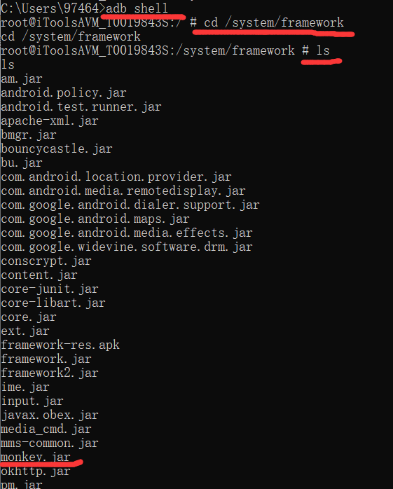 C:\Users\97464>adb shell
root@iToolsAVM_T0019843S:/ # cd /system/framework
cd /system/framework
root@iToolsAVM_T0019843S:/system/framework # ls
ls
am.jar
android.policy.jar
android.test.runner.jar
apache-xml.jar
bmgr.jar
bouncycastle.jar
bu.jar
com.android.location.provider.jar
com.android.media.remotedisplay.jar
com.google.android.dialer.support.jar
com.google.android.maps.jar
com.google.android.media.effects.jar
com.google.widevine.software.drm.jar
conscrypt.jar
content.jar
core-junit.jar
core-libart.jar
core.jar
ext.jar
framework-res.apk
framework.jar
framework2.jar
ime.jar
input.jar
javax.obex.jar
media_cmd.jar
mms-common.jar
monkey.jar
okhttp.jar
pm.jar